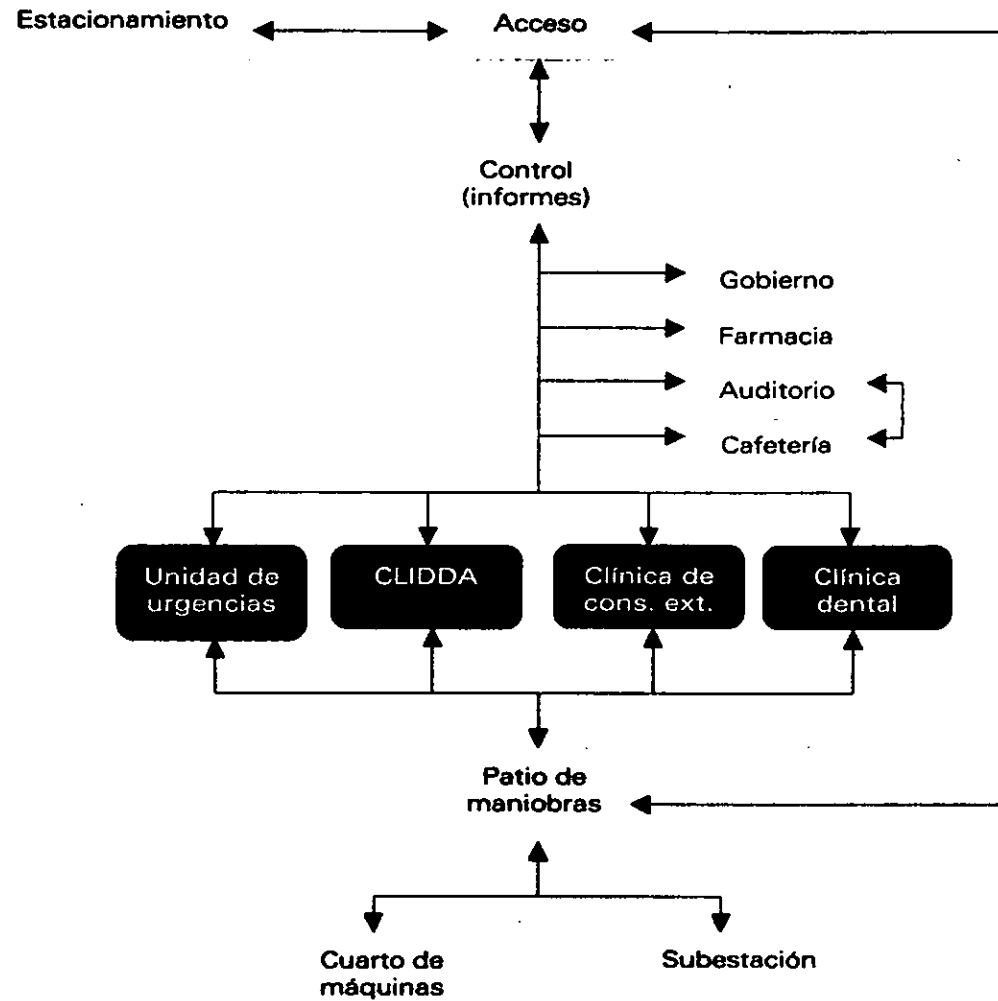 Estacionamiento
Acceso
Control
(informes)
Gobierno
Farmacia
Auditorio
Cafetería
Unidad de
urgencias
CLIDDA
Clínica de
cons. ext.
Clínica
dental
Patio de
maniobras
Cuarto de
máquinas
Subestación